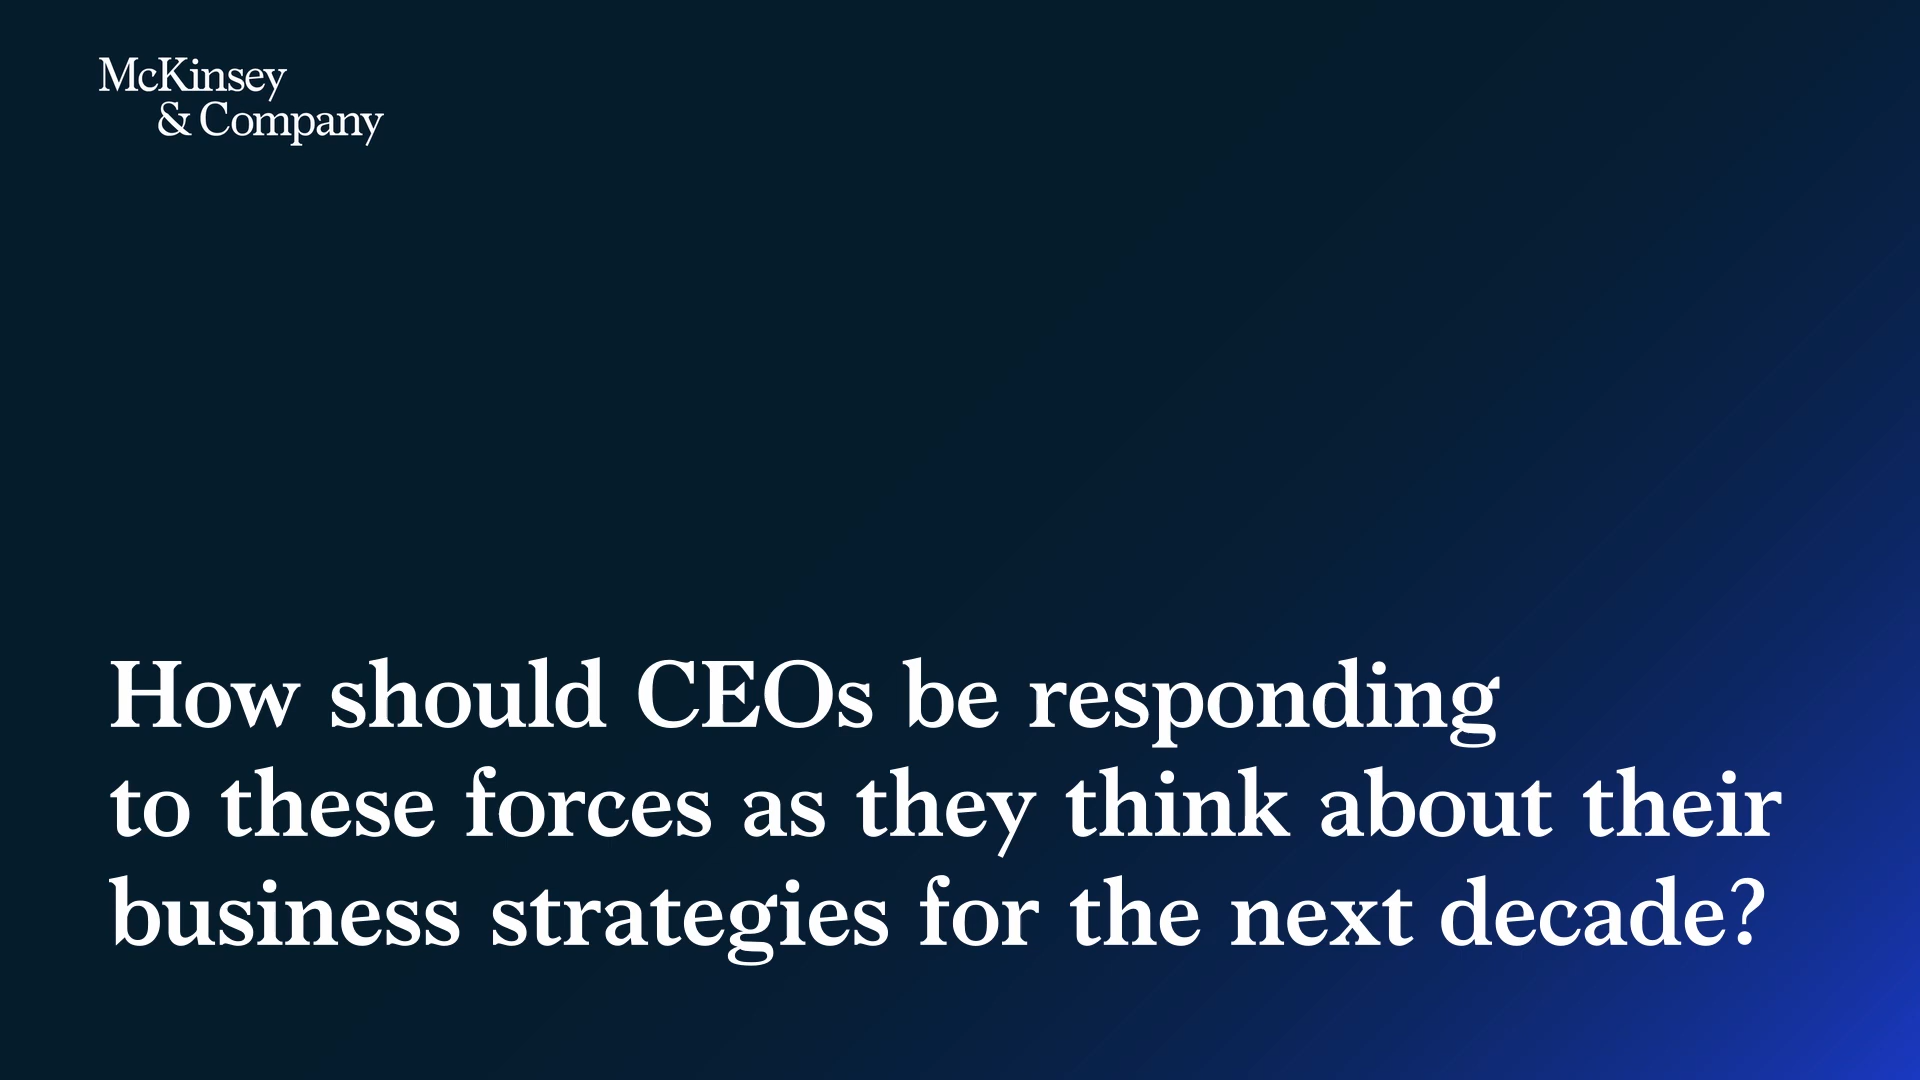 McKinsey
& Company
How should CEOs be responding
to these forces as they think about their
business strategies for the next decade?